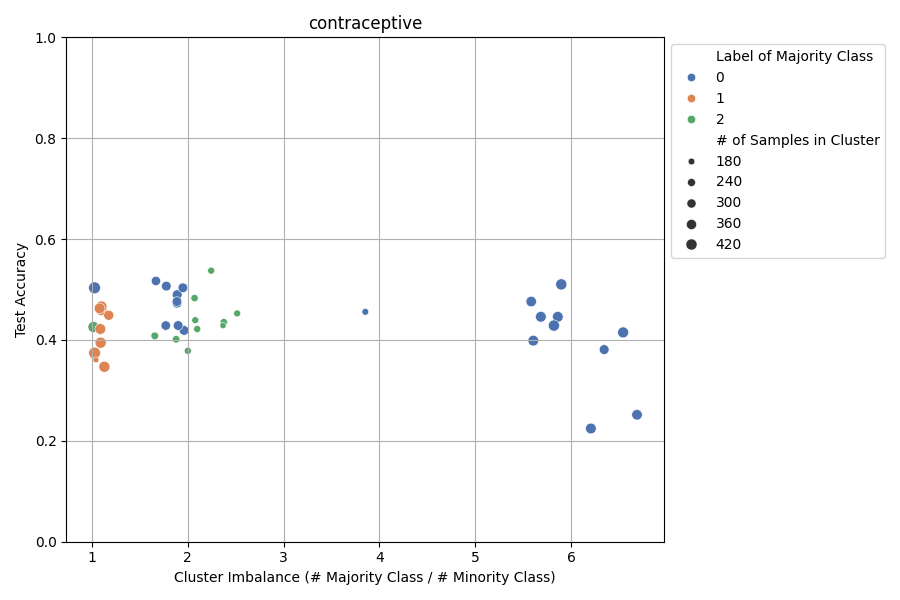 contraceptive
Test Accuracy
1.0
0.8
0.6
0.4
0.2
0.0
1 2 3 4 5 6
Cluster Imbalance (# Majority Class / # Minority Class)
Label of Majority Class
0
1
2
# of Samples in Cluster
180
240
300
360
420